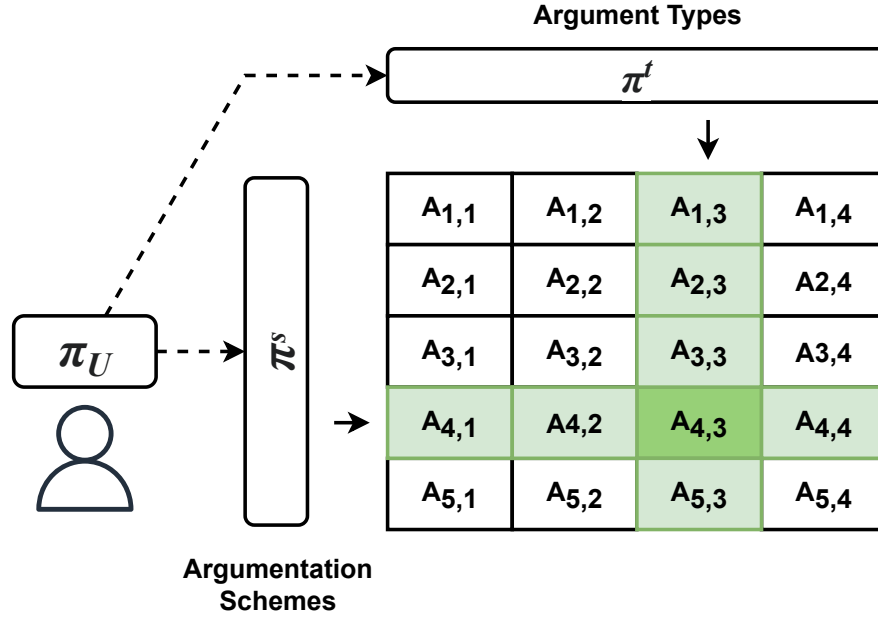 Argument Types
π^t
A1,1 A1,2 A1,3 A1,4
A2,1 A2,2 A2,3 A2,4
π_U
π^s
A3,1 A3,2 A3,3 A3,4
A4,1 A4,2 A4,3 A4,4
A5,1 A5,2 A5,3 A5,4
Argumentation
Schemes